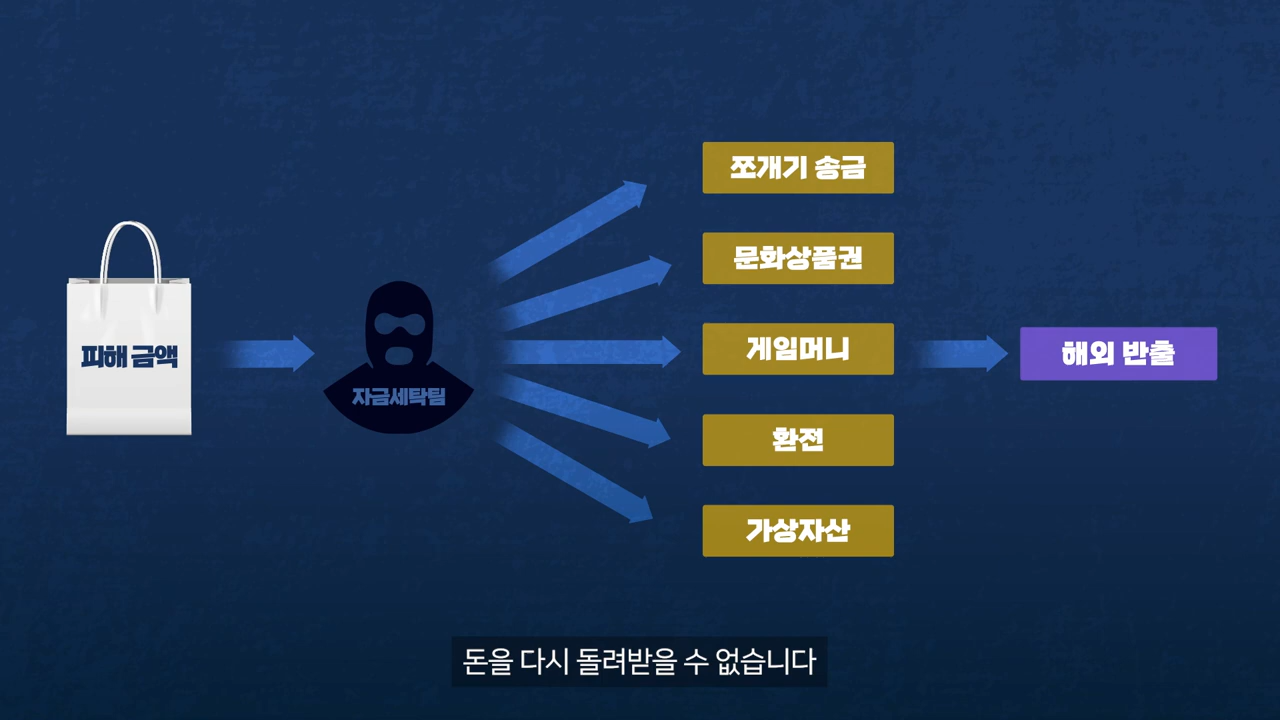 피해 금액
자금세탁팀
쪼개기 송금
문화상품권
게임머니
환전
가상자산
해외 반출
돈을 다시 돌려받을 수 없습니다